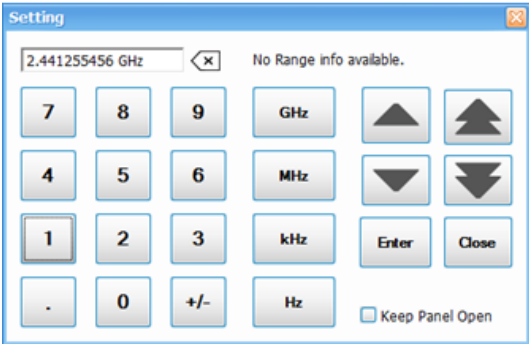 Setting
2.441255456 GHz
No Range info available.
7 8 9 GHz
4 5 6 MHz
1 2 3 kHz Enter Close
. 0 +/- Hz
Keep Panel Open